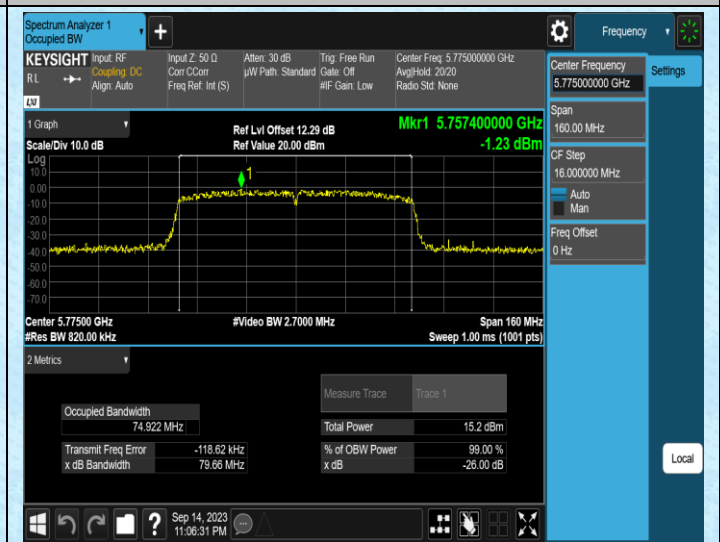 Spectrum Analyzer 1
Occupied BW
Frequency
KEYSIGHT
R L
LXI
Input: RF
Coupling: DC
Align: Auto
Input Z: 50 Ω
Corr CCorr
Freq Ref: Int (S)
Atten: 30 dB
µW Path: Standard
Trig: Free Run
Gate: Off
#IF Gain: Low
Center Freq: 5.775000000 GHz
Avg|Hold: 20/20
Radio Std: None
Center Frequency
5.775000000 GHz
Settings
Span
160.00 MHz
CF Step
16.000000 MHz
Auto
Man
Freq Offset
0 Hz
Local
1 Graph
Scale/Div 10.0 dB
Ref Lvl Offset 12.29 dB
Ref Value 20.00 dBm
Mkr1 5.757400000 GHz
-1.23 dBm
Log
10.0
0.00
-10.0
-20.0
-30.0
-40.0
-50.0
-60.0
-70.0
1
Center 5.77500 GHz
#Res BW 820.00 kHz
#Video BW 2.7000 MHz
Span 160 MHz
Sweep 1.00 ms (1001 pts)
2 Metrics
Measure Trace Trace 1
Occupied Bandwidth
74.922 MHz
Total Power 15.2 dBm
Transmit Freq Error -118.62 kHz
% of OBW Power 99.00 %
x dB Bandwidth 79.66 MHz
x dB -26.00 dB
?
Sep 14, 2023
11:06:31 PM